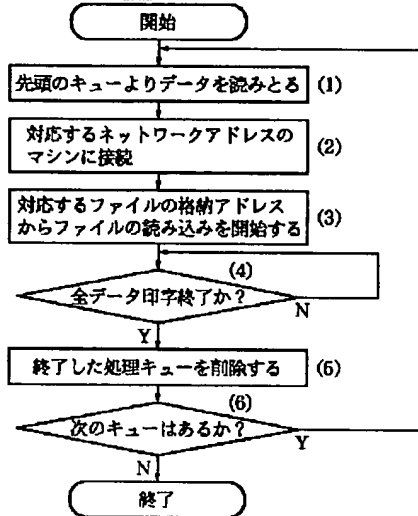 開始
先頭のキューよりデータを読みとる (1)
対応するネットワークアドレスの
マシンに接続 (2)
対応するファイルの格納アドレス
からファイルの読み込みを開始する (3)
(4)
全データ印字終了か?
N
Y
終了した処理キューを削除する (5)
(6)
次のキューはあるか?
Y
N
終了